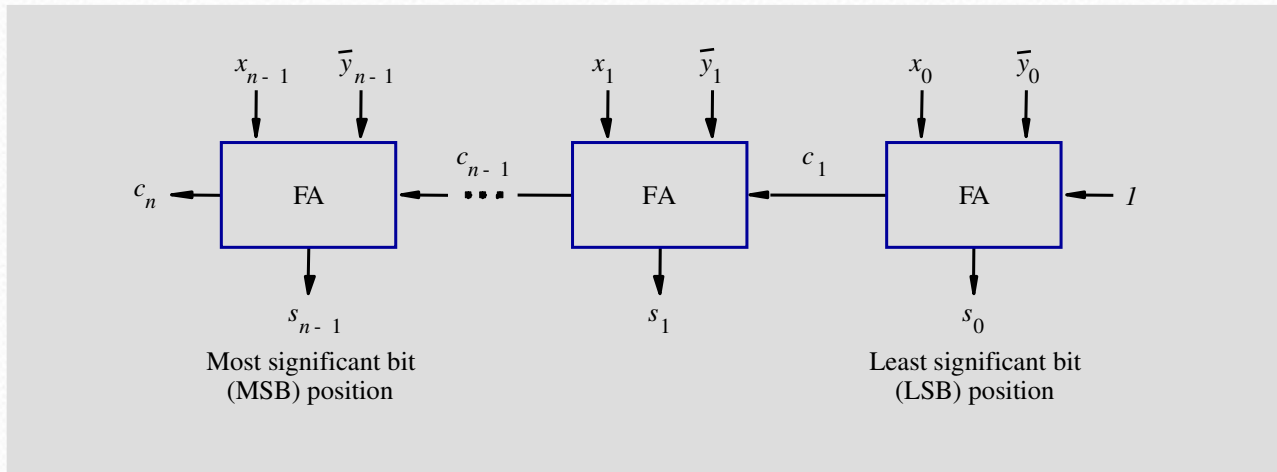 x_{n-1} ȳ_{n-1} x_1 ȳ_1 x_0 ȳ_0
c_n FA c_{n-1} ... FA c_1 FA 1
s_{n-1} s_1 s_0
Most significant bit Least significant bit
(MSB) position (LSB) position